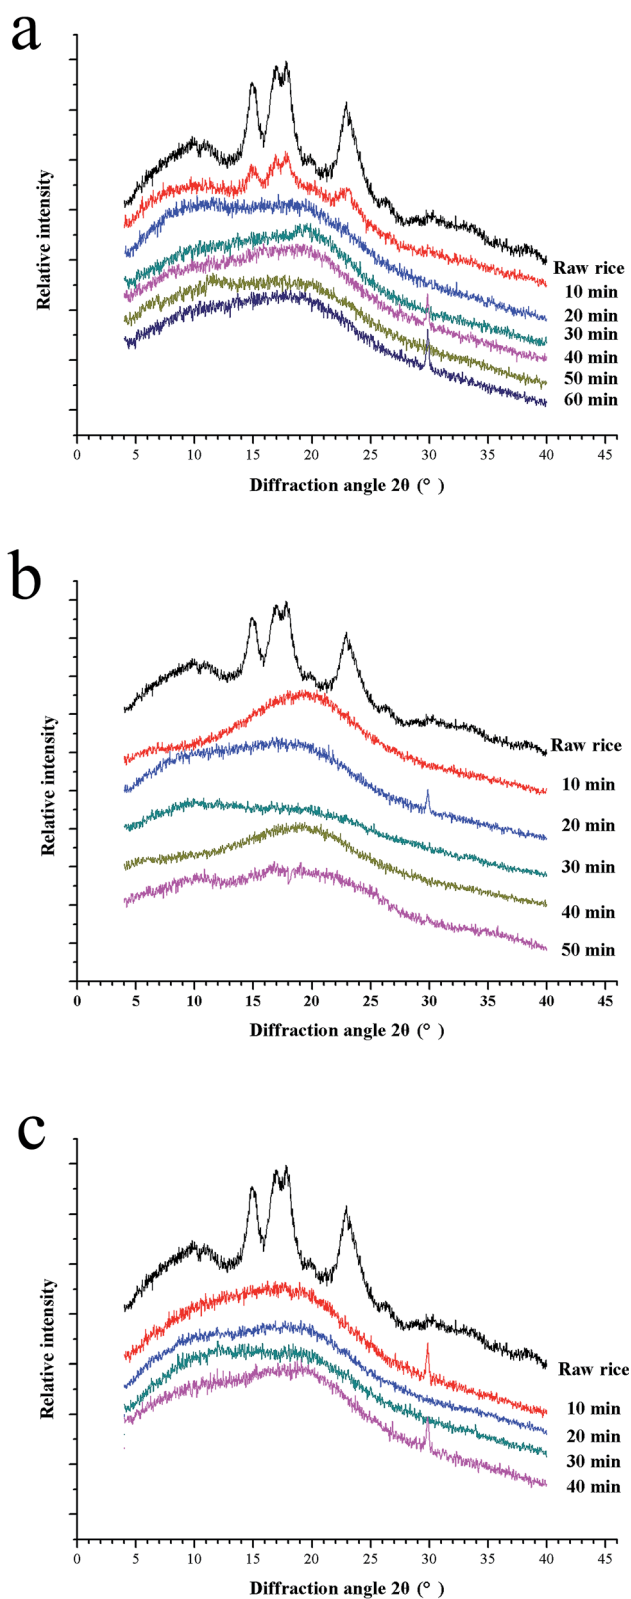 a
Relative intensity
Raw rice
10 min
20 min
30 min
40 min
50 min
60 min
0 5 10 15 20 25 30 35 40 45
Diffraction angle 2θ (° )
b
Relative intensity
Raw rice
10 min
20 min
30 min
40 min
50 min
0 5 10 15 20 25 30 35 40 45
Diffraction angle 2θ (° )
c
Relative intensity
Raw rice
10 min
20 min
30 min
40 min
0 5 10 15 20 25 30 35 40 45
Diffraction angle 2θ (° )